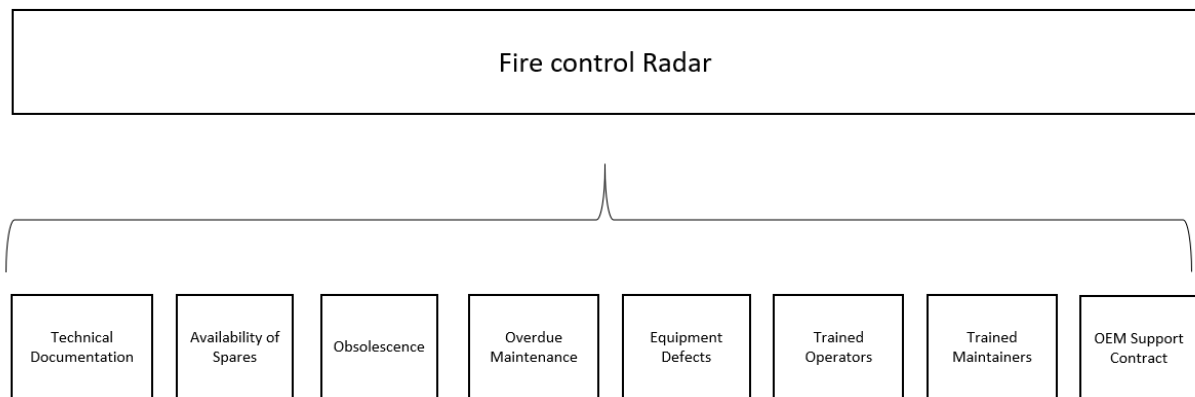 Fire control Radar
Technical
Documentation
Availability of
Spares
Obsolescence
Overdue
Maintenance
Equipment
Defects
Trained
Operators
Trained
Maintainers
OEM Support
Contract